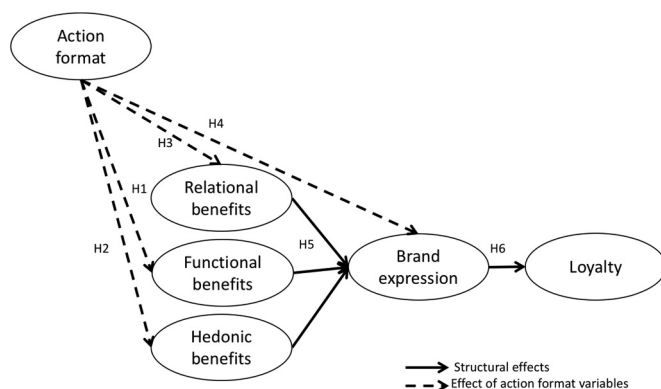 Action
format
H4
H3
Relational
benefits
H1
H5
H2
Functional
benefits
Brand
expression
H6
Loyalty
Hedonic
benefits
Structural effects
Effect of action format variables